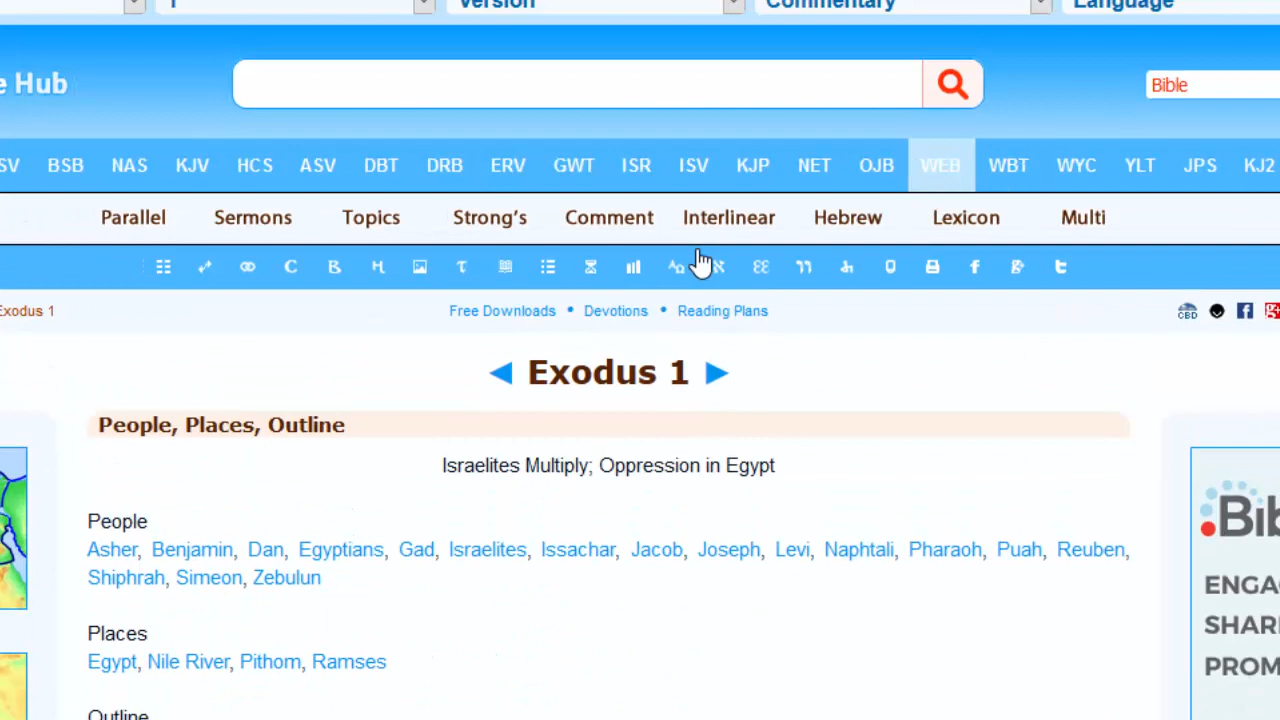 1 Version Commentary Language
e Hub
Bible
SV BSB NAS KJV HCS ASV DBT DRB ERV GWT ISR ISV KJP NET OJB WEB WBT WYC YLT JPS KJ2
Parallel Sermons Topics Strong's Comment Interlinear Hebrew Lexicon Multi
Exodus 1 Free Downloads • Devotions • Reading Plans CBD
◄ Exodus 1 ►
People, Places, Outline
Israelites Multiply; Oppression in Egypt
People
Asher, Benjamin, Dan, Egyptians, Gad, Israelites, Issachar, Jacob, Joseph, Levi, Naphtali, Pharaoh, Puah, Reuben,
Shiphrah, Simeon, Zebulun
Places
Egypt, Nile River, Pithom, Ramses
Outline
.Bib
ENGA
SHARI
PROM